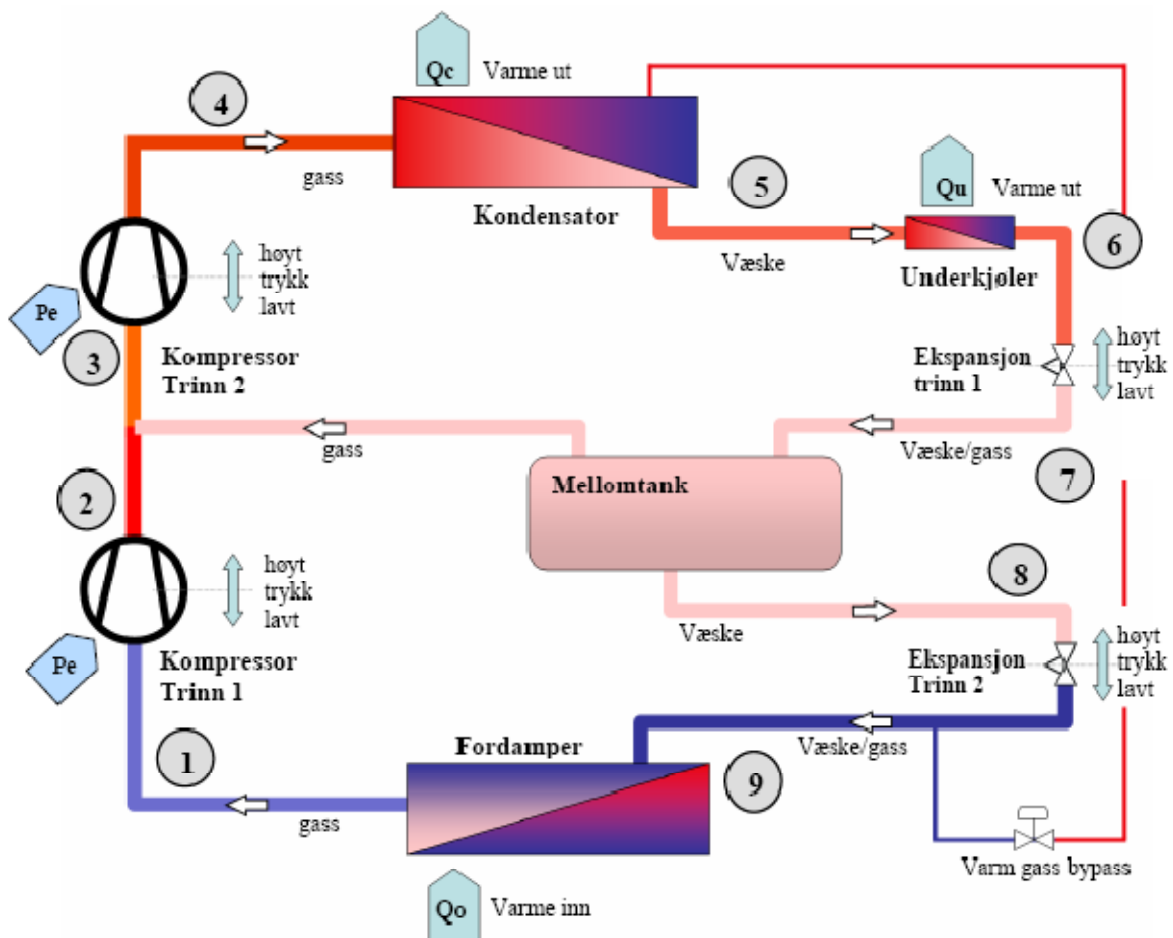 Qc
Varme ut
4
gass
Kondensator
5
Qu
Varme ut
Væske
Underkjøler
6
høyt
trykk
lavt
Pe
3
Kompressor
Trinn 2
Ekspansjon
trinn 1
høyt
trykk
lavt
gass
Væske/gass
Mellomtank
7
2
høyt
trykk
lavt
8
Væske
Pe
Kompressor
Trinn 1
Ekspansjon
Trinn 2
høyt
trykk
lavt
1
Fordamper
Væske/gass
9
gass
Varm gass bypass
Qo
Varme inn